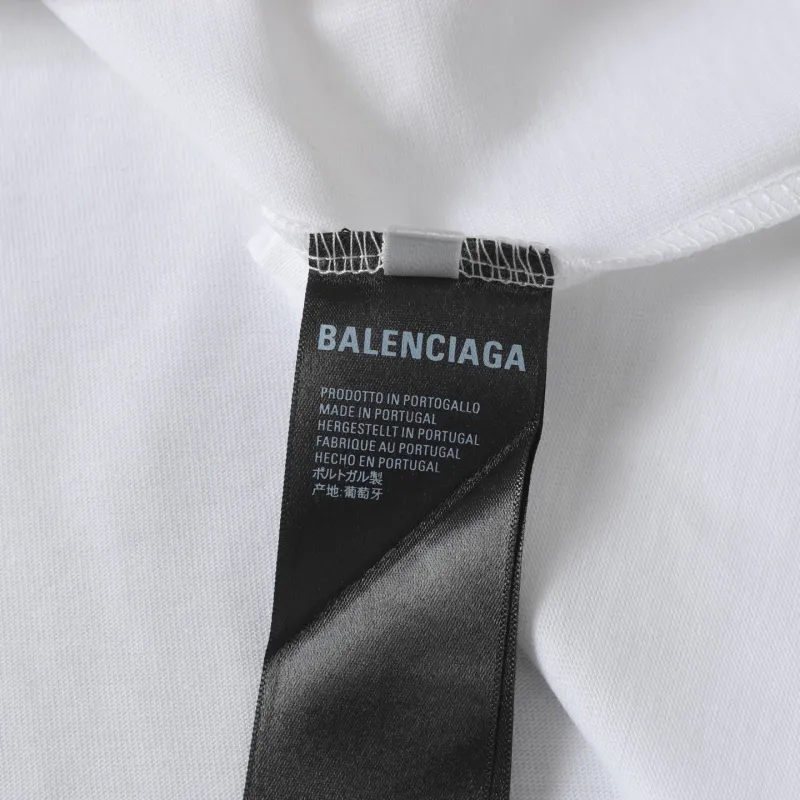 BALENCIAGA
PRODOTTO IN PORTOGALLO
MADE IN PORTUGAL
HERGESTELLT IN PORTUGAL
FABRIQUE AU PORTUGAL
HECHO EN PORTUGAL
ポルトガル製
产地:葡萄牙